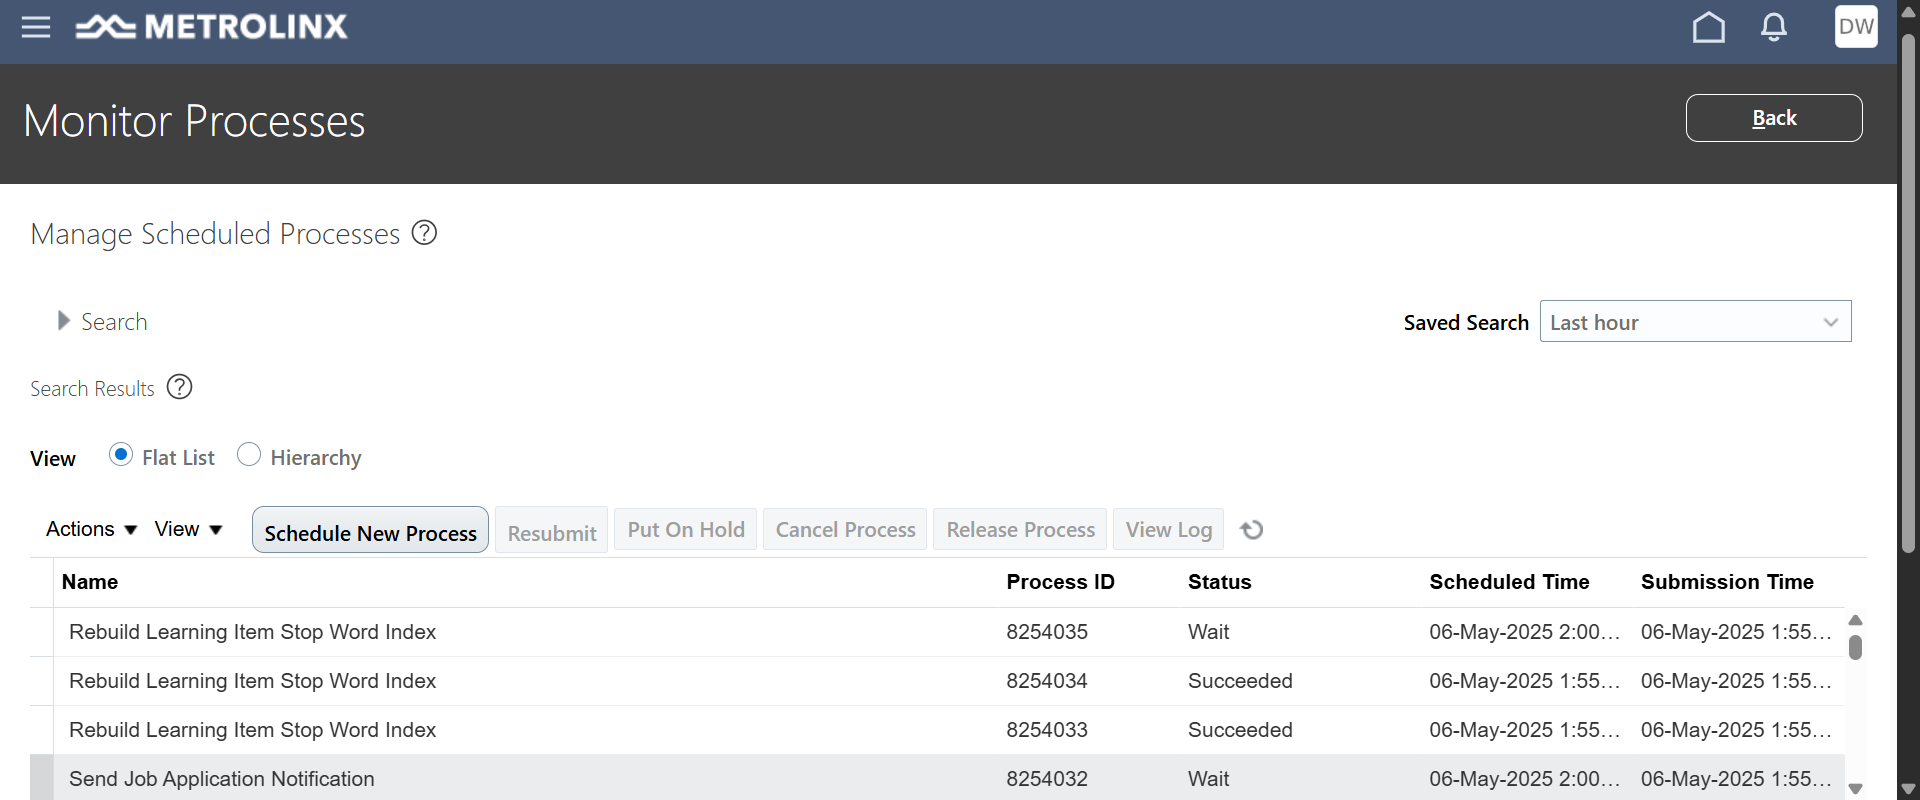 METROLINX
DW
Monitor Processes
Back
Manage Scheduled Processes ?
Search
Saved Search Last hour
Search Results ?
View Flat List Hierarchy
Actions View Schedule New Process Resubmit Put On Hold Cancel Process Release Process View Log
Name Process ID Status Scheduled Time Submission Time
Rebuild Learning Item Stop Word Index 8254035 Wait 06-May-2025 2:00... 06-May-2025 1:55...
Rebuild Learning Item Stop Word Index 8254034 Succeeded 06-May-2025 1:55... 06-May-2025 1:55...
Rebuild Learning Item Stop Word Index 8254033 Succeeded 06-May-2025 1:55... 06-May-2025 1:55...
Send Job Application Notification 8254032 Wait 06-May-2025 2:00... 06-May-2025 1:55...